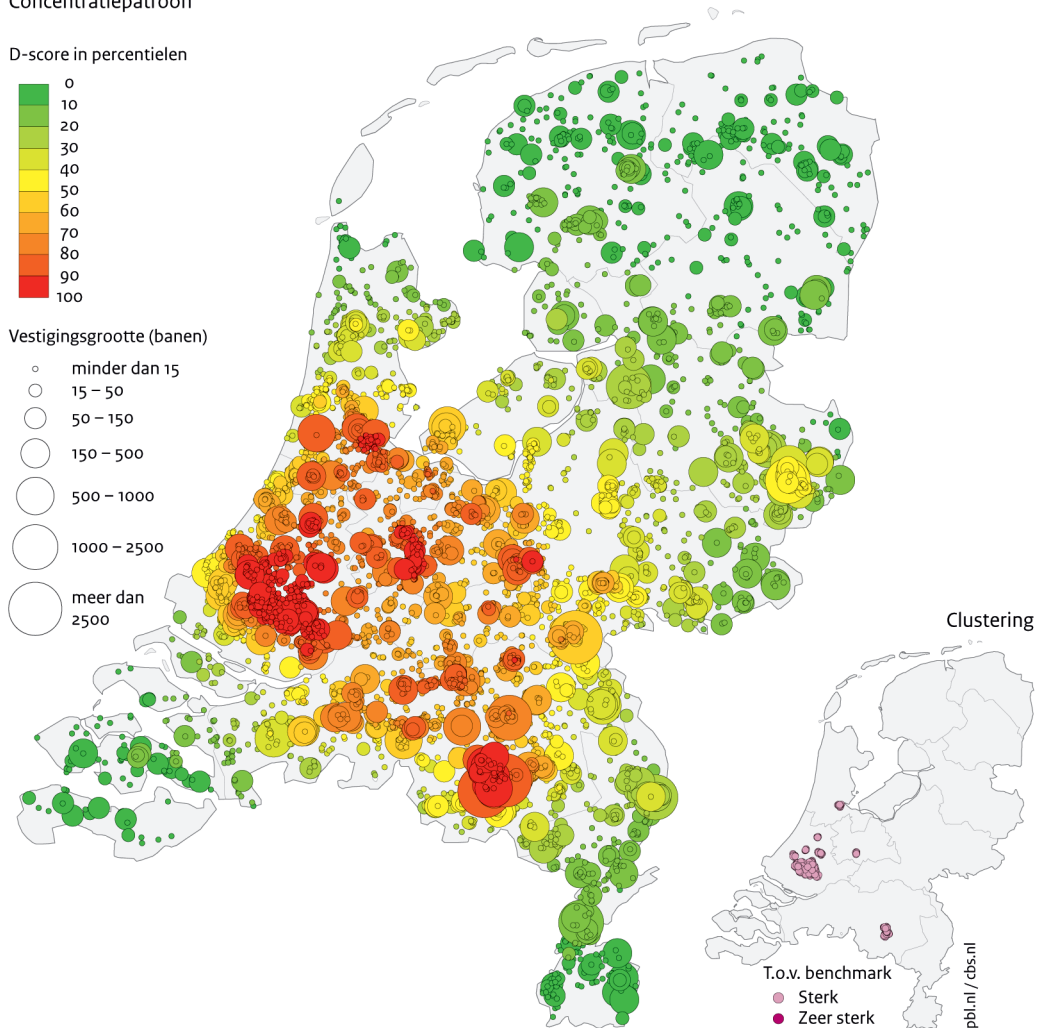 Concentratiepatroon
D-score in percentielen
0
10
20
30
40
50
60
70
80
90
100
Vestigingsgrootte (banen)
minder dan 15
15 – 50
50 – 150
150 – 500
500 – 1000
1000 – 2500
meer dan
2500
Clustering
T.o.v. benchmark
Sterk
Zeer sterk
pbl.nl / cbs.nl